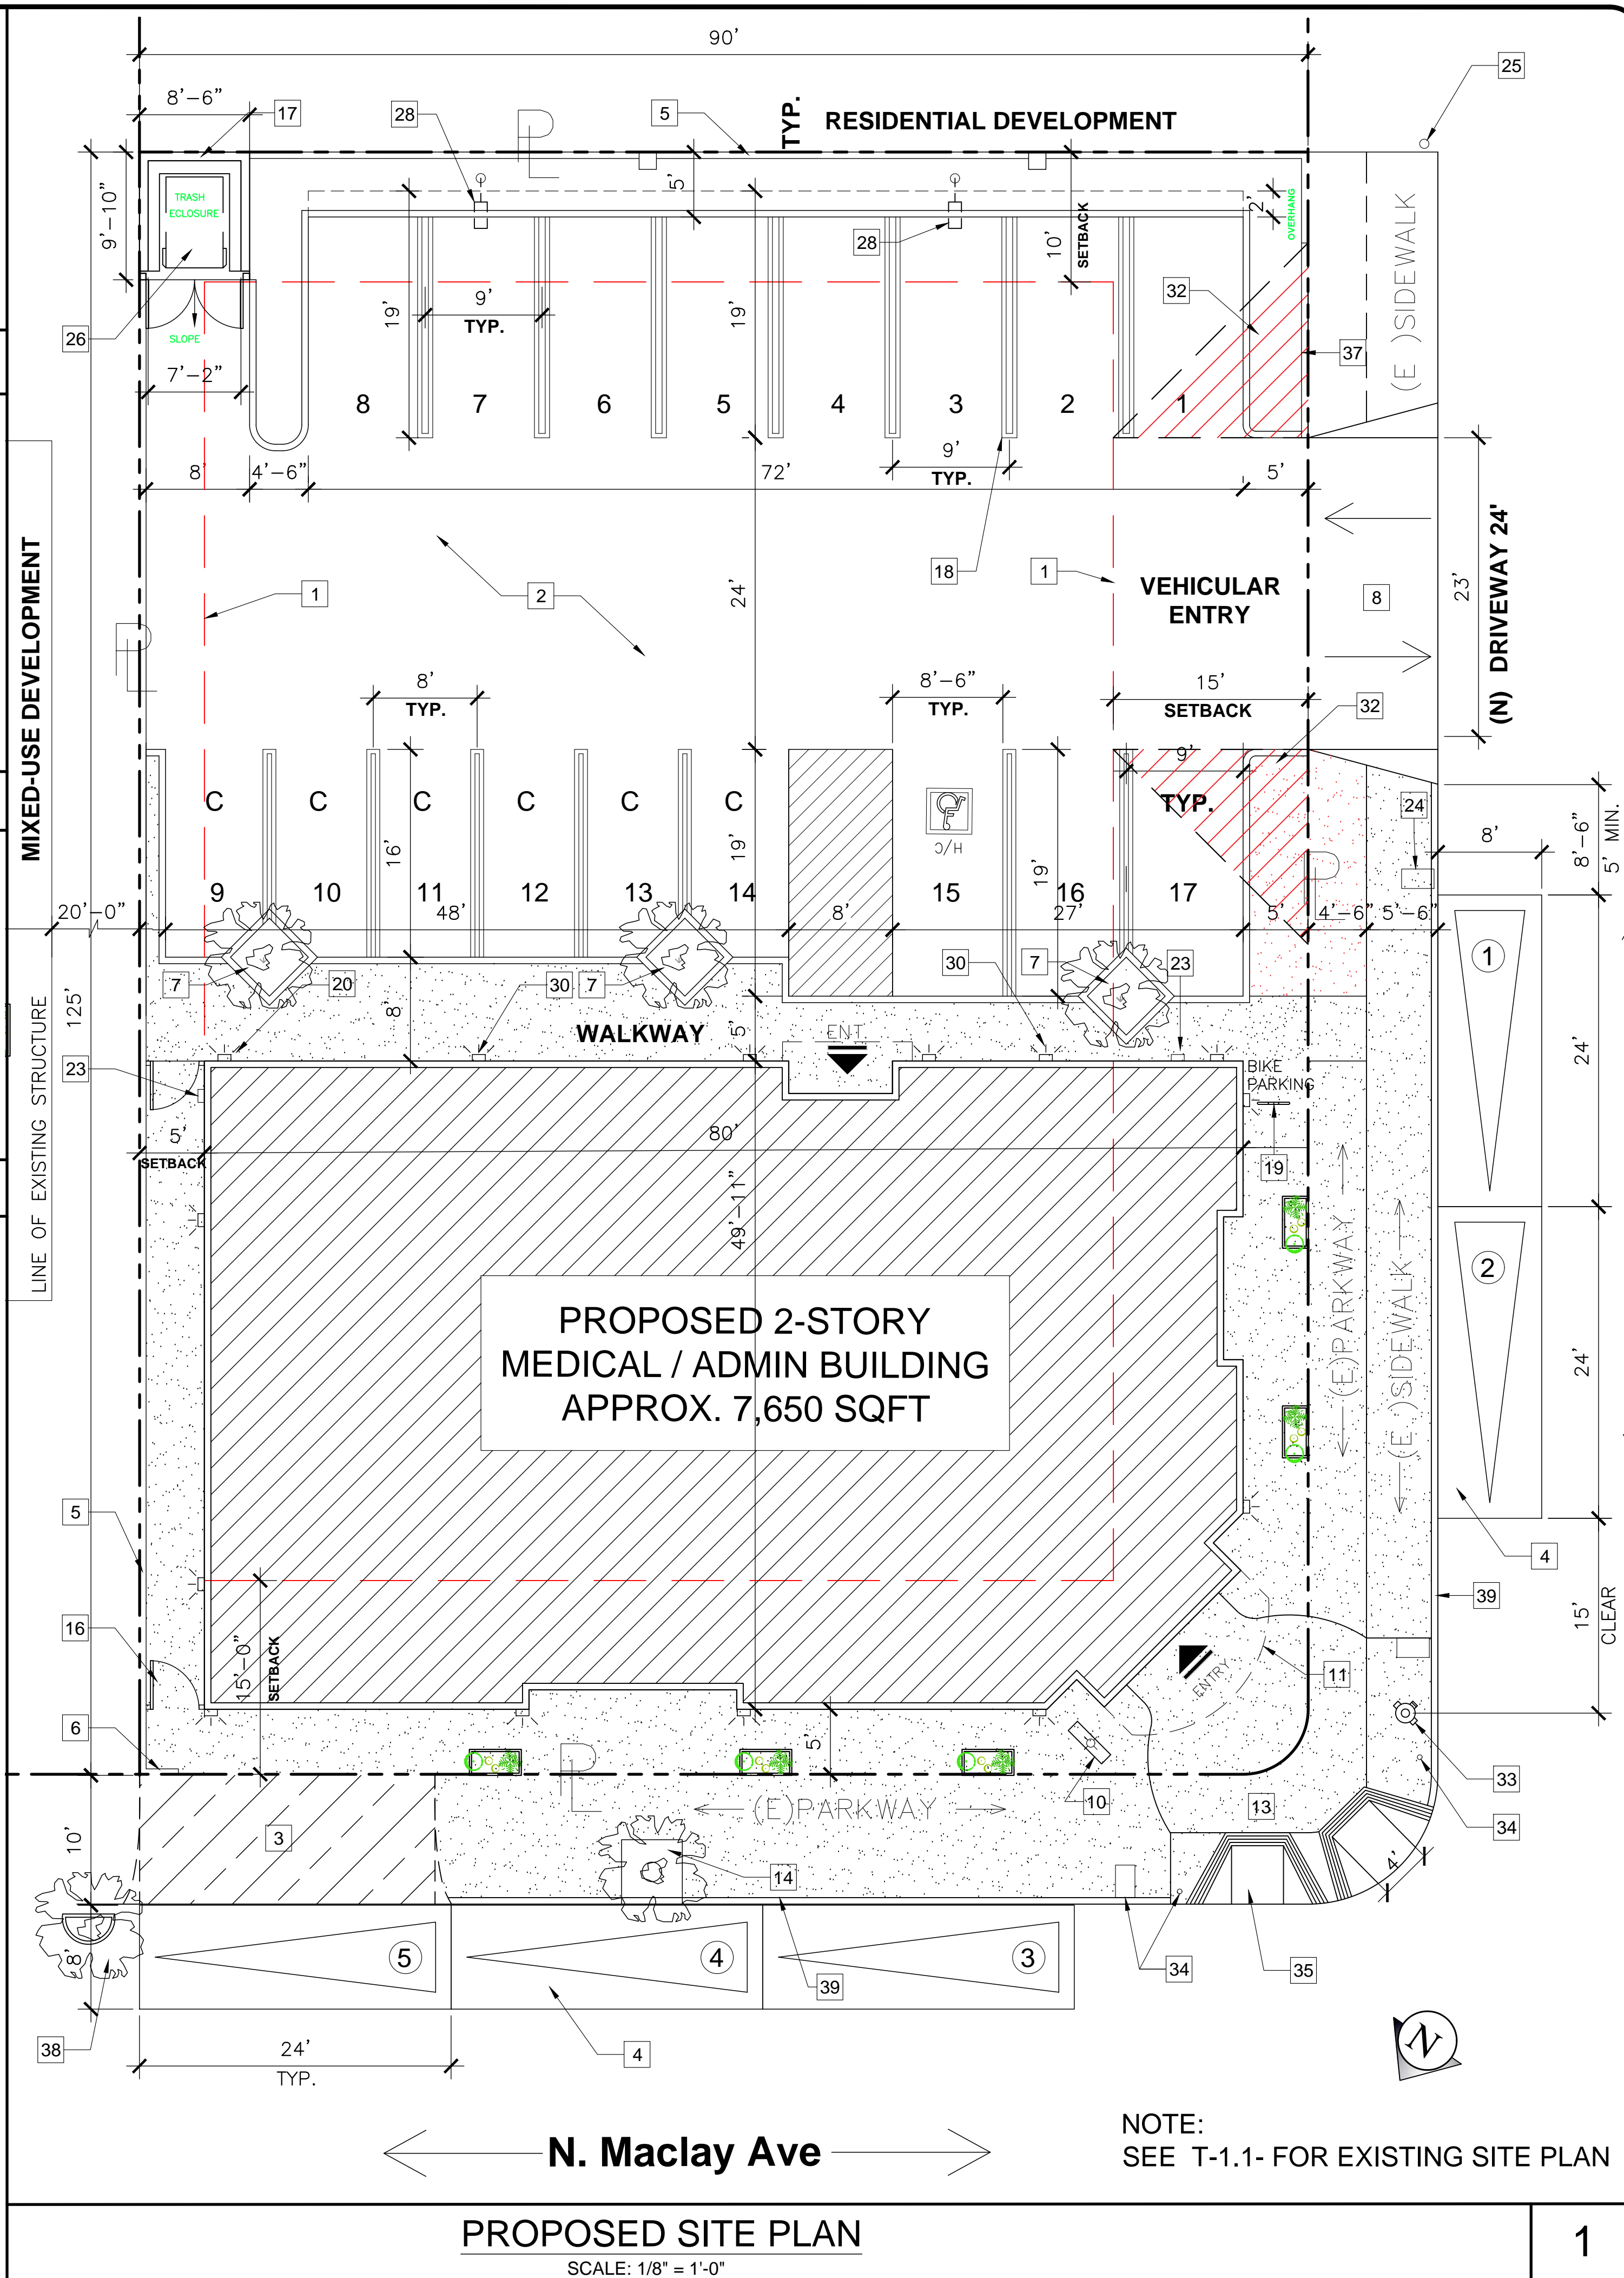 90'
25
8'-6"
17
28
5
TYP.
RESIDENTIAL DEVELOPMENT
PL
9'-10"
TRASH
ECLOSURE
5'
2'
OVERHANG
28
10'
SETBACK
(E )SIDEWALK
26
SLOPE
7'-2"
19'
9'
TYP.
19'
32
37
8
7
6
5
4
3
2
1
8'
4'-6"
72'
9'
TYP.
5'
MIXED-USE DEVELOPMENT
1
2
24'
18
1
VEHICULAR
ENTRY
8
23'
(N) DRIVEWAY 24'
PL
8'
TYP.
8'-6"
TYP.
15'
SETBACK
32
C
C
C
C
C
C
16'
19'
H/C
19'
9'
TYP.
24
8'-6"
5' MIN.
8'
P
9
10
11
12
13
14
15
16
17
20'-0"
48'
8'
27'
5'
4'-6"
5'-6"
1
7
20
30
7
30
7
23
125'
8'
WALKWAY
5'
ENT.
LINE OF EXISTING STRUCTURE
23
BIKE
PARKING
24'
5'
SETBACK
80'
19
49'-11"
(E)PARKWAY
(E )SIDEWALK
2
PROPOSED 2-STORY
MEDICAL / ADMIN BUILDING
APPROX. 7,650 SQFT
24'
5
4
39
15'
CLEAR
16
15'-0"
SETBACK
ENTRY
11
6
5'
PL
33
10
13
34
10'
3
(E)PARKWAY
14
4'
8'
5
4
3
39
34
35
38
24'
TYP.
4
N
N. Maclay Ave
NOTE:
SEE T-1.1- FOR EXISTING SITE PLAN
PROPOSED SITE PLAN
SCALE: 1/8" = 1'-0"
1